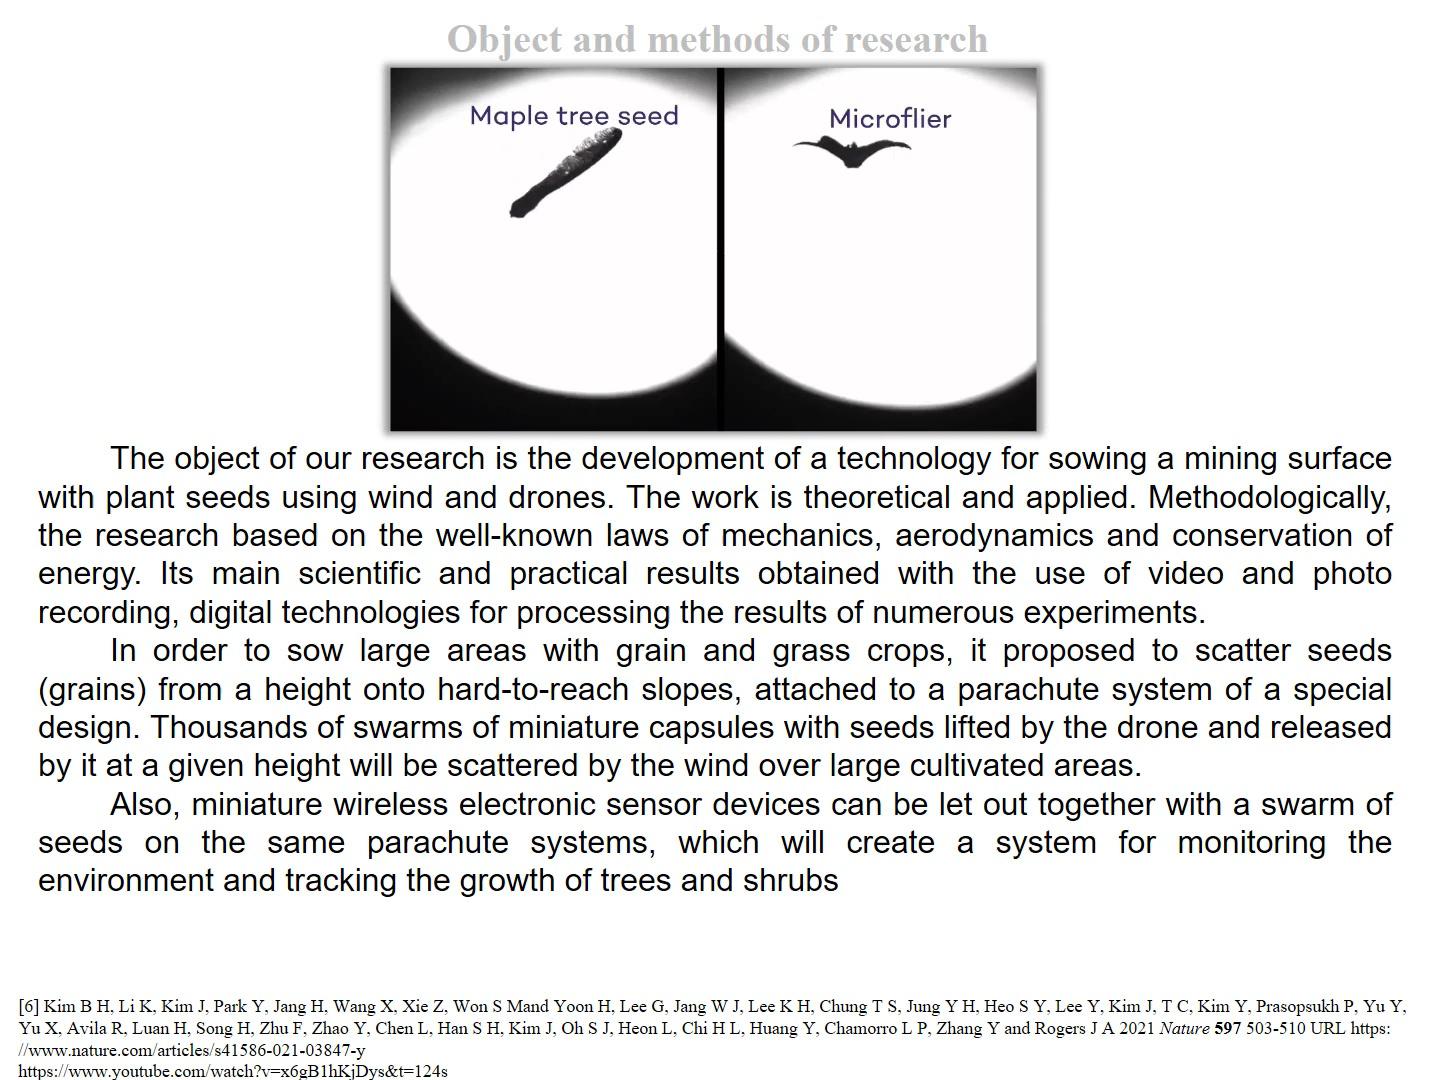 Object and methods of research
Maple tree seed
Microflier
The object of our research is the development of a technology for sowing a mining surface
with plant seeds using wind and drones. The work is theoretical and applied. Methodologically,
the research based on the well-known laws of mechanics, aerodynamics and conservation of
energy. Its main scientific and practical results obtained with the use of video and photo
recording, digital technologies for processing the results of numerous experiments.
In order to sow large areas with grain and grass crops, it proposed to scatter seeds
(grains) from a height onto hard-to-reach slopes, attached to a parachute system of a special
design. Thousands of swarms of miniature capsules with seeds lifted by the drone and released
by it at a given height will be scattered by the wind over large cultivated areas.
Also, miniature wireless electronic sensor devices can be let out together with a swarm of
seeds on the same parachute systems, which will create a system for monitoring the
environment and tracking the growth of trees and shrubs
[6] Kim B H, Li K, Kim J, Park Y, Jang H, Wang X, Xie Z, Won S Mand Yoon H, Lee G, Jang W J, Lee K H, Chung T S, Jung Y H, Heo S Y, Lee Y, Kim J, T C, Kim Y, Prasopsukh P, Yu Y,
Yu X, Avila R, Luan H, Song H, Zhu F, Zhao Y, Chen L, Han S H, Kim J, Oh S J, Heon L, Chi H L, Huang Y, Chamorro L P, Zhang Y and Rogers J A 2021 Nature 597 503-510 URL https:
//www.nature.com/articles/s41586-021-03847-y
https://www.youtube.com/watch?v=x6gB1hKjDys&t=124s